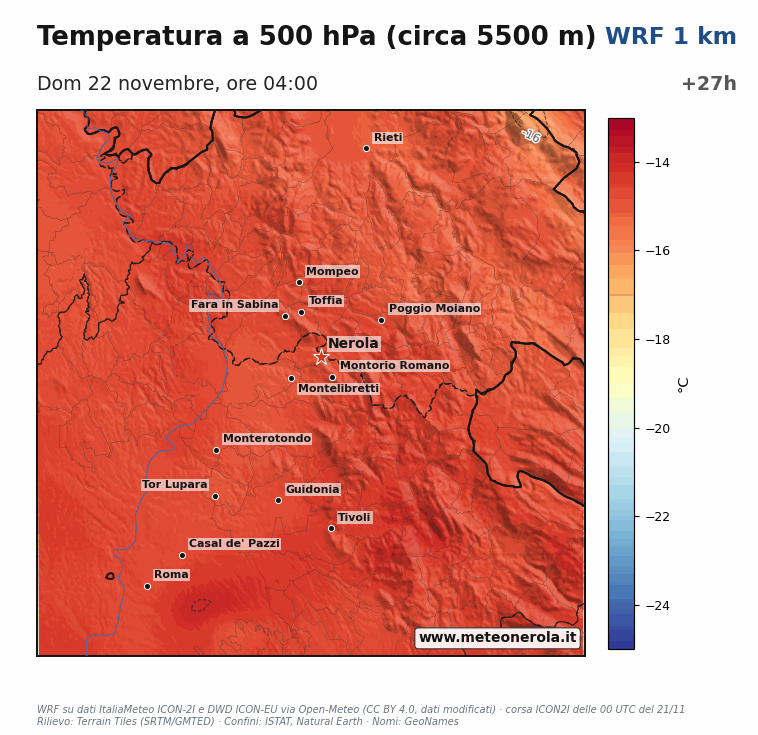 Temperatura a 500 hPa (circa 5500 m) WRF 1 km
Dom 22 novembre, ore 04:00 +27h
-16
Rieti
Mompeo
Fara in Sabina
Toffia
Poggio Moiano
Nerola
Montorio Romano
Montelibretti
Monterotondo
Tor Lupara
Guidonia
Tivoli
Casal de' Pazzi
Roma
www.meteonerola.it
−14
−16
−18
−20
−22
−24
°C
WRF su dati ItaliaMeteo ICON-2I e DWD ICON-EU via Open-Meteo (CC BY 4.0, dati modificati) · corsa ICON2I delle 00 UTC del 21/11
Rilievo: Terrain Tiles (SRTM/GMTED) · Confini: ISTAT, Natural Earth · Nomi: GeoNames